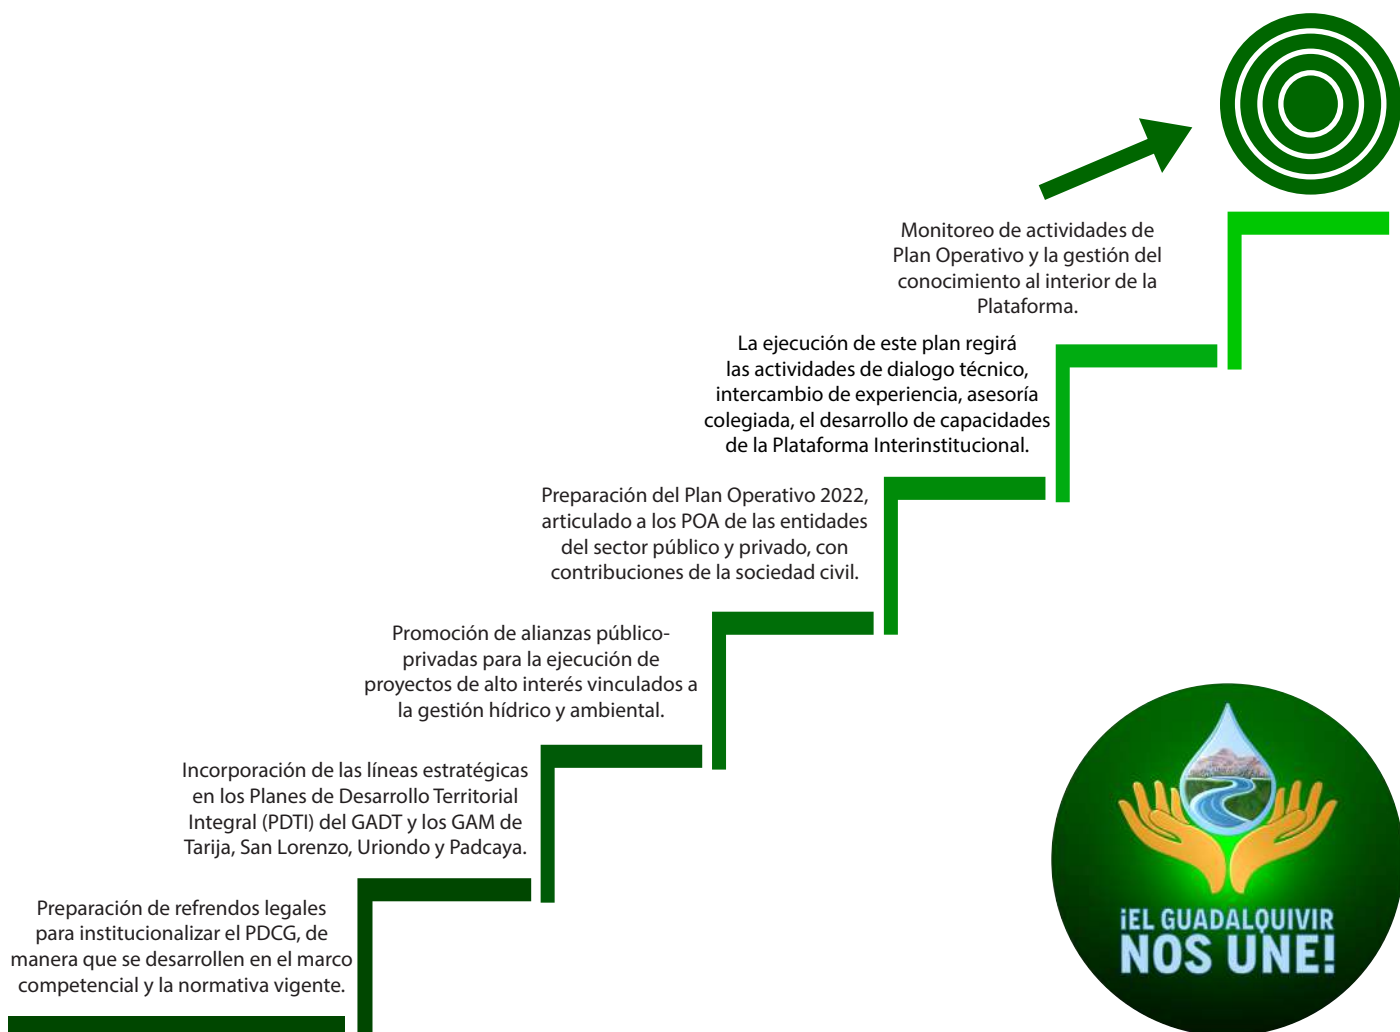 Monitoreo de actividades de
Plan Operativo y la gestión del
conocimiento al interior de la
Plataforma.
La ejecución de este plan regirá
las actividades de dialogo técnico,
intercambio de experiencia, asesoría
colegiada, el desarrollo de capacidades
de la Plataforma Interinstitucional.
Preparación del Plan Operativo 2022,
articulado a los POA de las entidades
del sector público y privado, con
contribuciones de la sociedad civil.
Promoción de alianzas público-
privadas para la ejecución de
proyectos de alto interés vinculados a
la gestión hídrico y ambiental.
Incorporación de las líneas estratégicas
en los Planes de Desarrollo Territorial
Integral (PDTI) del GADT y los GAM de
Tarija, San Lorenzo, Uriondo y Padcaya.
Preparación de refrendos legales
para institucionalizar el PDCG, de
manera que se desarrollen en el marco
competencial y la normativa vigente.
¡EL GUADALQUIVIR
NOS UNE!